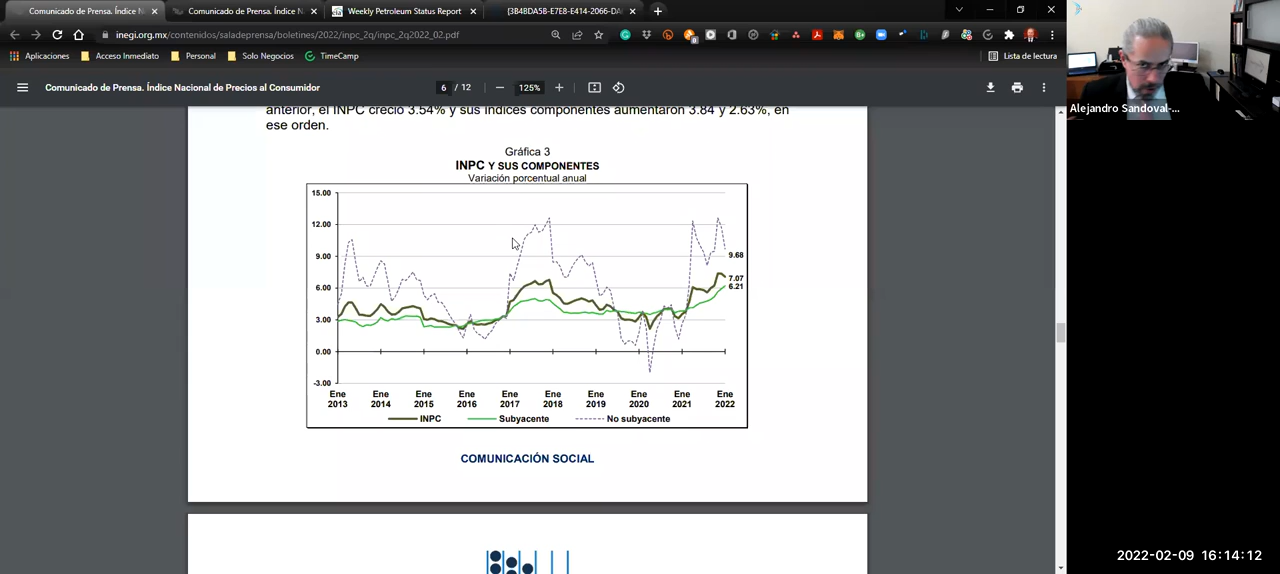 Comunicado de Prensa. Índice N
Comunicado de Prensa. Índice N
eia Weekly Petroleum Status Report
{3B4BDA5B-E7E8-E414-2066-DA
inegi.org.mx/contenidos/saladeprensa/boletines/2022/inpc_2q/inpc_2q2022_02.pdf
Aplicaciones Acceso Inmediato Personal Solo Negocios TimeCamp Lista de lectura
Comunicado de Prensa. Índice Nacional de Precios al Consumidor 6 / 12 125%
Alejandro Sandoval-...
anterior, el INPC creció 3.54% y sus índices componentes aumentaron 3.84 y 2.63%, en
ese orden.
Gráfica 3
INPC Y SUS COMPONENTES
Variación porcentual anual
15.00
12.00
9.00
6.00
3.00
0.00
-3.00
9.68
7.07
6.21
Ene 2013
Ene 2014
Ene 2015
Ene 2016
Ene 2017
Ene 2018
Ene 2019
Ene 2020
Ene 2021
Ene 2022
INPC Subyacente No subyacente
COMUNICACIÓN SOCIAL
2022-02-09 16:14:12